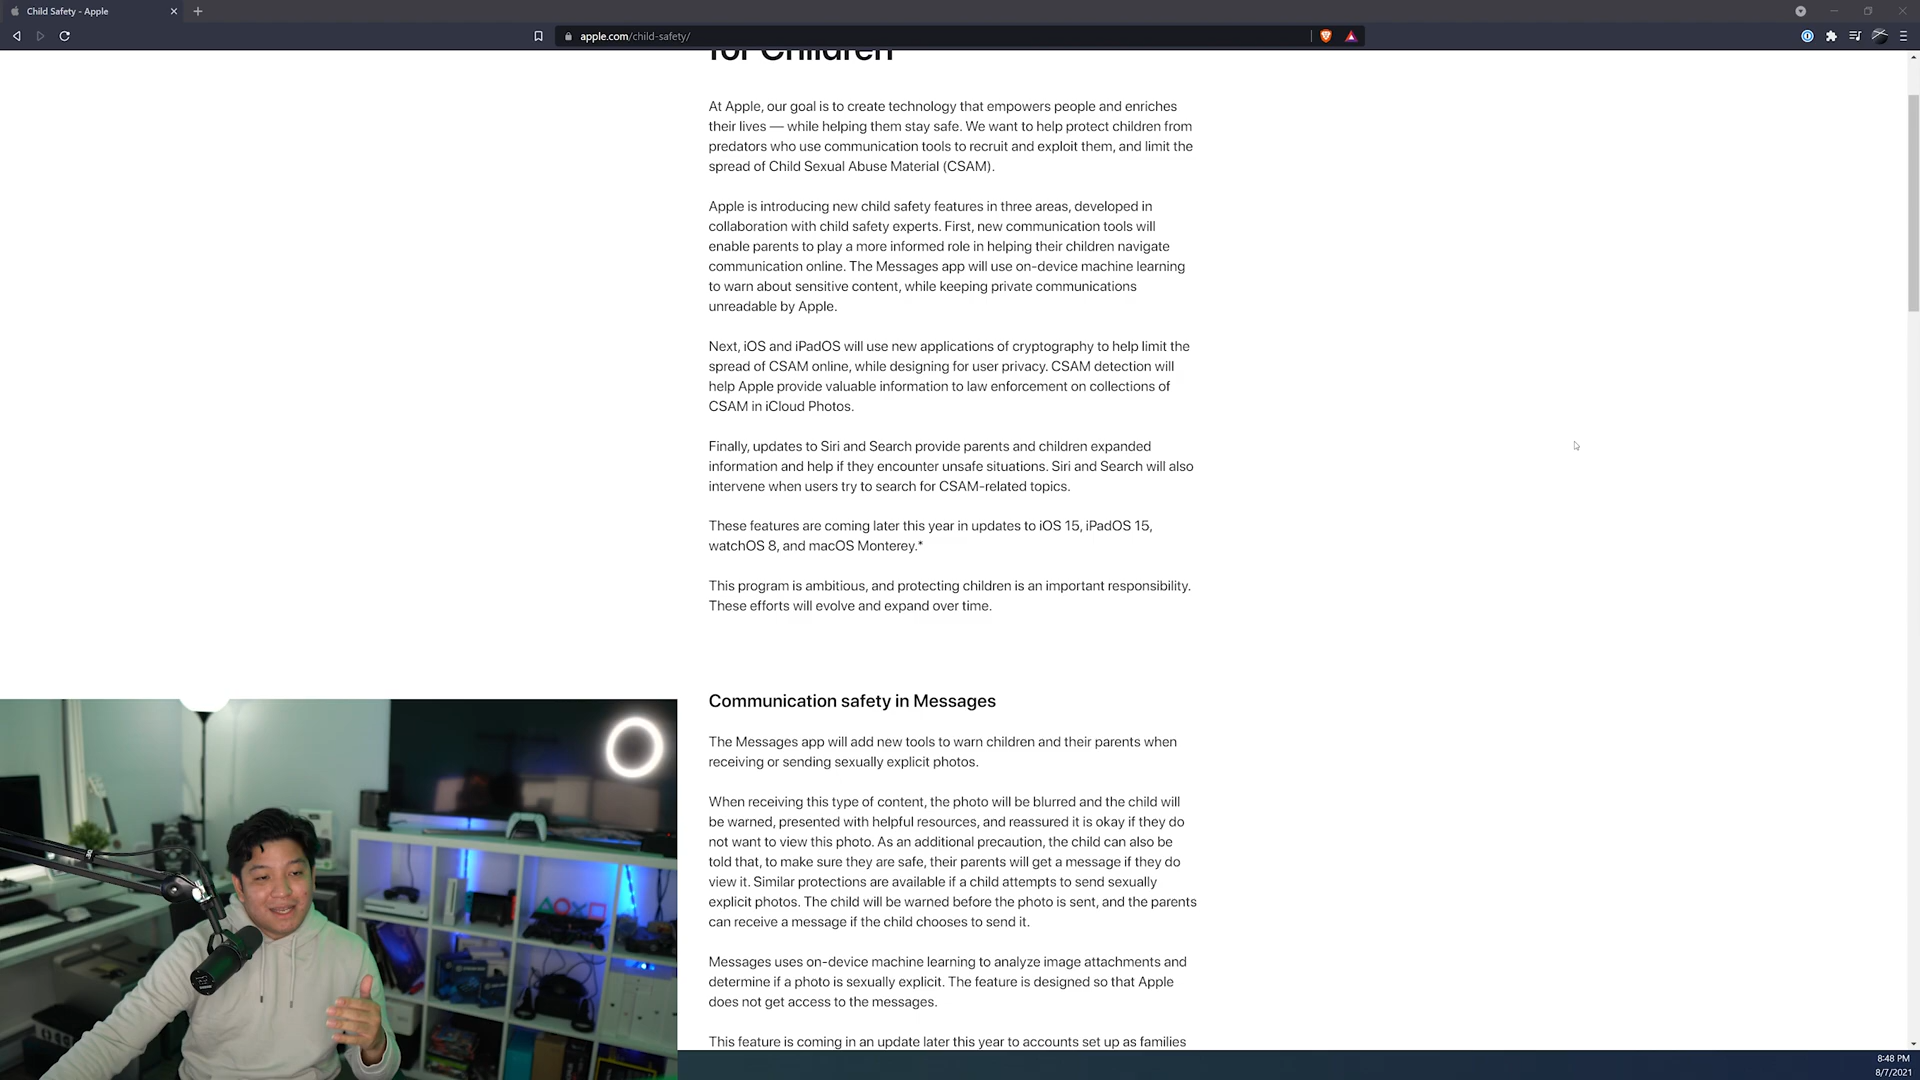 Child Safety - Apple
apple.com/child-safety/
for Children
At Apple, our goal is to create technology that empowers people and enriches
their lives — while helping them stay safe. We want to help protect children from
predators who use communication tools to recruit and exploit them, and limit the
spread of Child Sexual Abuse Material (CSAM).
Apple is introducing new child safety features in three areas, developed in
collaboration with child safety experts. First, new communication tools will
enable parents to play a more informed role in helping their children navigate
communication online. The Messages app will use on-device machine learning
to warn about sensitive content, while keeping private communications
unreadable by Apple.
Next, iOS and iPadOS will use new applications of cryptography to help limit the
spread of CSAM online, while designing for user privacy. CSAM detection will
help Apple provide valuable information to law enforcement on collections of
CSAM in iCloud Photos.
Finally, updates to Siri and Search provide parents and children expanded
information and help if they encounter unsafe situations. Siri and Search will also
intervene when users try to search for CSAM-related topics.
These features are coming later this year in updates to iOS 15, iPadOS 15,
watchOS 8, and macOS Monterey.*
This program is ambitious, and protecting children is an important responsibility.
These efforts will evolve and expand over time.
Communication safety in Messages
The Messages app will add new tools to warn children and their parents when
receiving or sending sexually explicit photos.
When receiving this type of content, the photo will be blurred and the child will
be warned, presented with helpful resources, and reassured it is okay if they do
not want to view this photo. As an additional precaution, the child can also be
told that, to make sure they are safe, their parents will get a message if they do
view it. Similar protections are available if a child attempts to send sexually
explicit photos. The child will be warned before the photo is sent, and the parents
can receive a message if the child chooses to send it.
Messages uses on-device machine learning to analyze image attachments and
determine if a photo is sexually explicit. The feature is designed so that Apple
does not get access to the messages.
This feature is coming in an update later this year to accounts set up as families
8:48 PM
8/7/2021